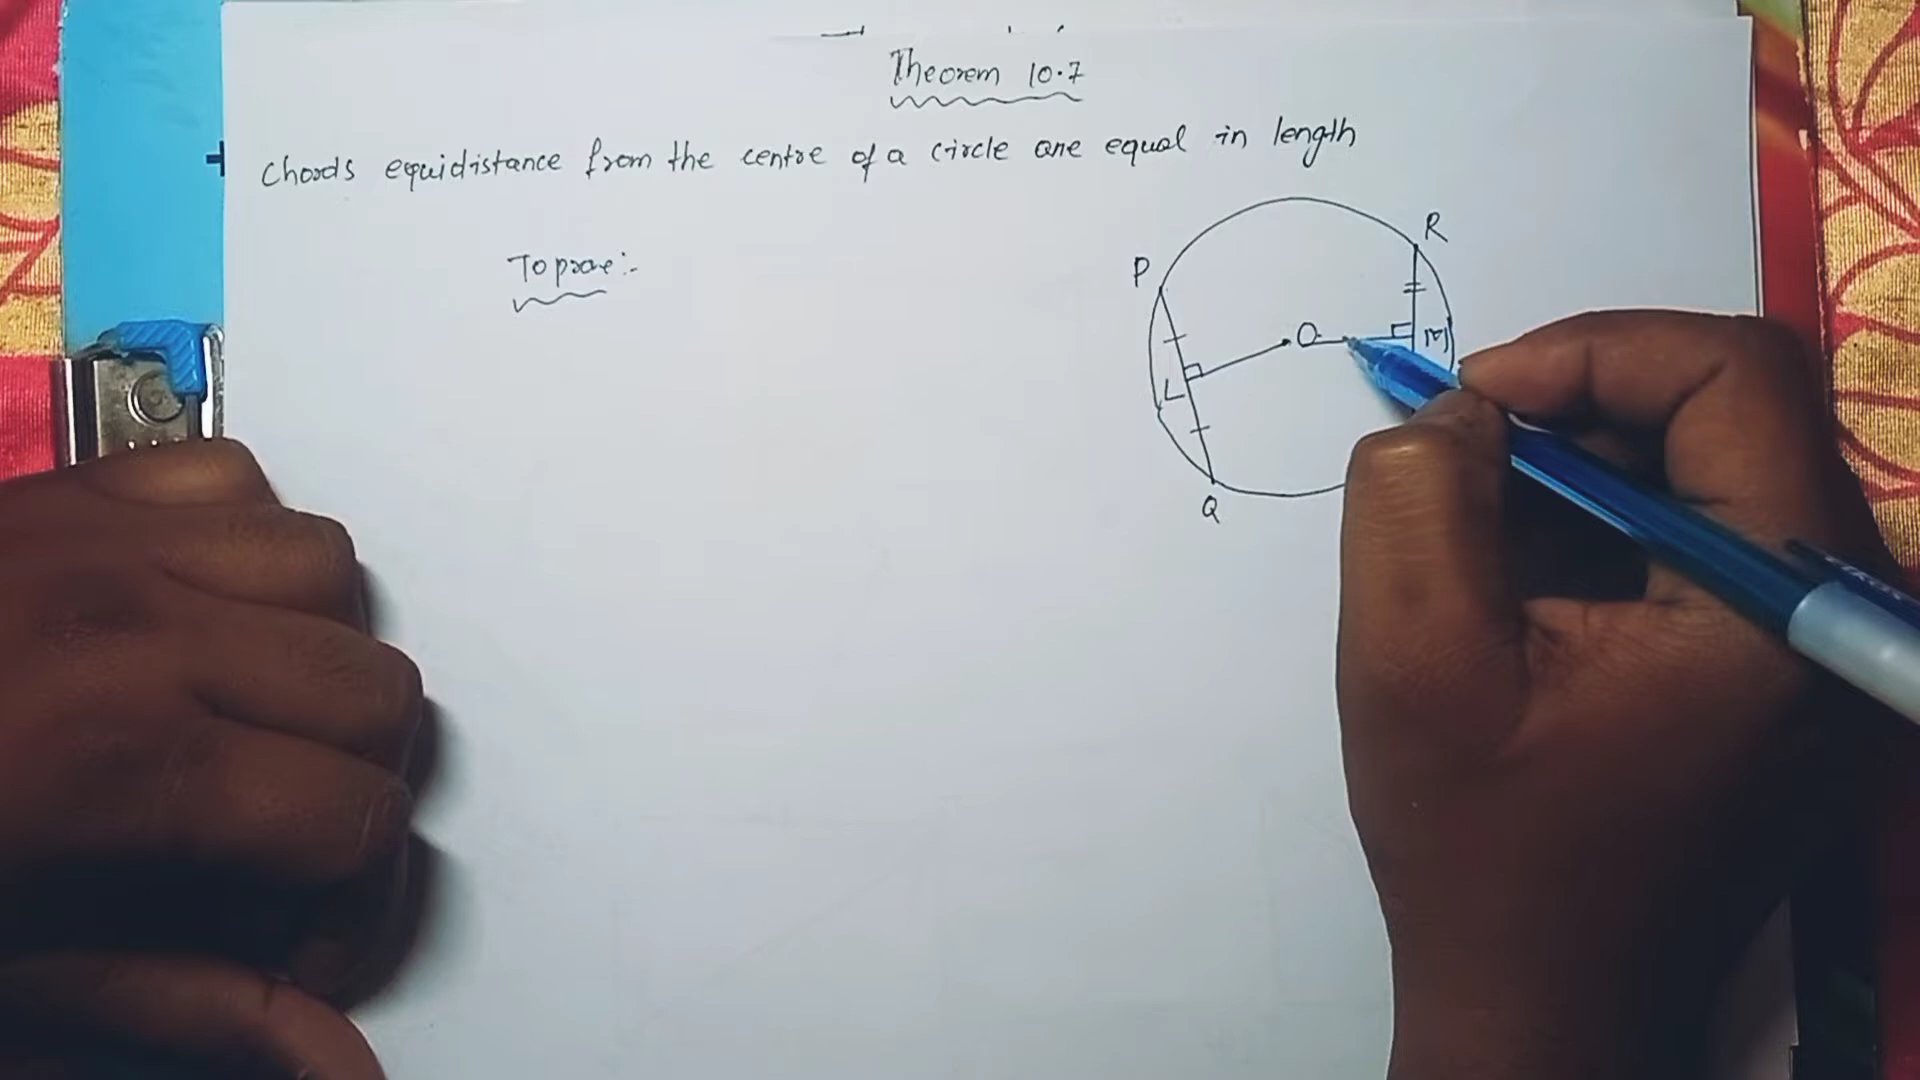 Theorem 10.7
Chords equidistance from the centre of a circle are equal in length
To prove:-
R
P
O
M
L
Q